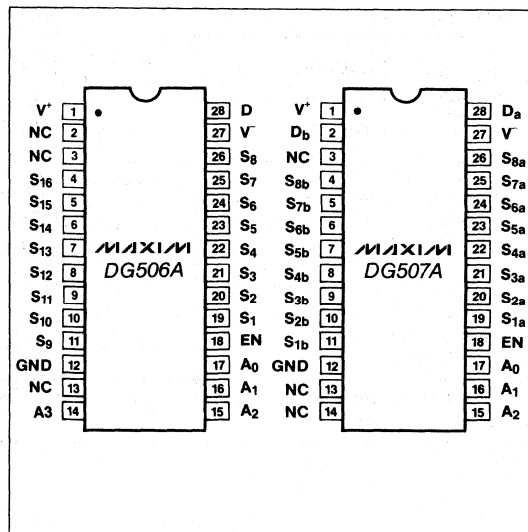 V+ 1 28 D
NC 2 27 V−
NC 3 26 S8
S16 4 25 S7
S15 5 24 S6
S14 6 23 S5
S13 7 22 S4
S12 8 21 S3
S11 9 20 S2
S10 10 19 S1
S9 11 18 EN
GND 12 17 A0
NC 13 16 A1
A3 14 15 A2
MAXIM
DG506A
V+ 1 28 Da
Db 2 27 V−
NC 3 26 S8a
S8b 4 25 S7a
S7b 5 24 S6a
S6b 6 23 S5a
S5b 7 22 S4a
S4b 8 21 S3a
S3b 9 20 S2a
S2b 10 19 S1a
S1b 11 18 EN
GND 12 17 A0
NC 13 16 A1
NC 14 15 A2
MAXIM
DG507A